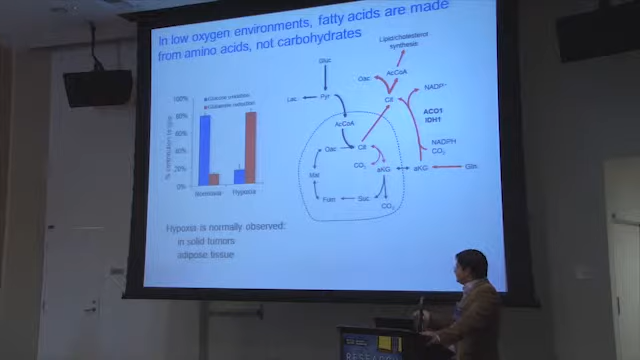 In low oxygen environments, fatty acids are made
from amino acids, not carbohydrates
Lipid/cholesterol
synthesis
Gluc
Oac
AcCoA
NADP⁺
Lac
Pyr
Cit
ACO1
IDH1
AcCoA
NADPH
CO₂
Oac
Cit
CO₂
αKG
αKG
Gln
Mal
Fum
Suc
CO₂
100%
80%
60%
40%
20%
0%
Normoxia
Hypoxia
Hypoxia is normally observed:
in solid tumors
adipose tissue